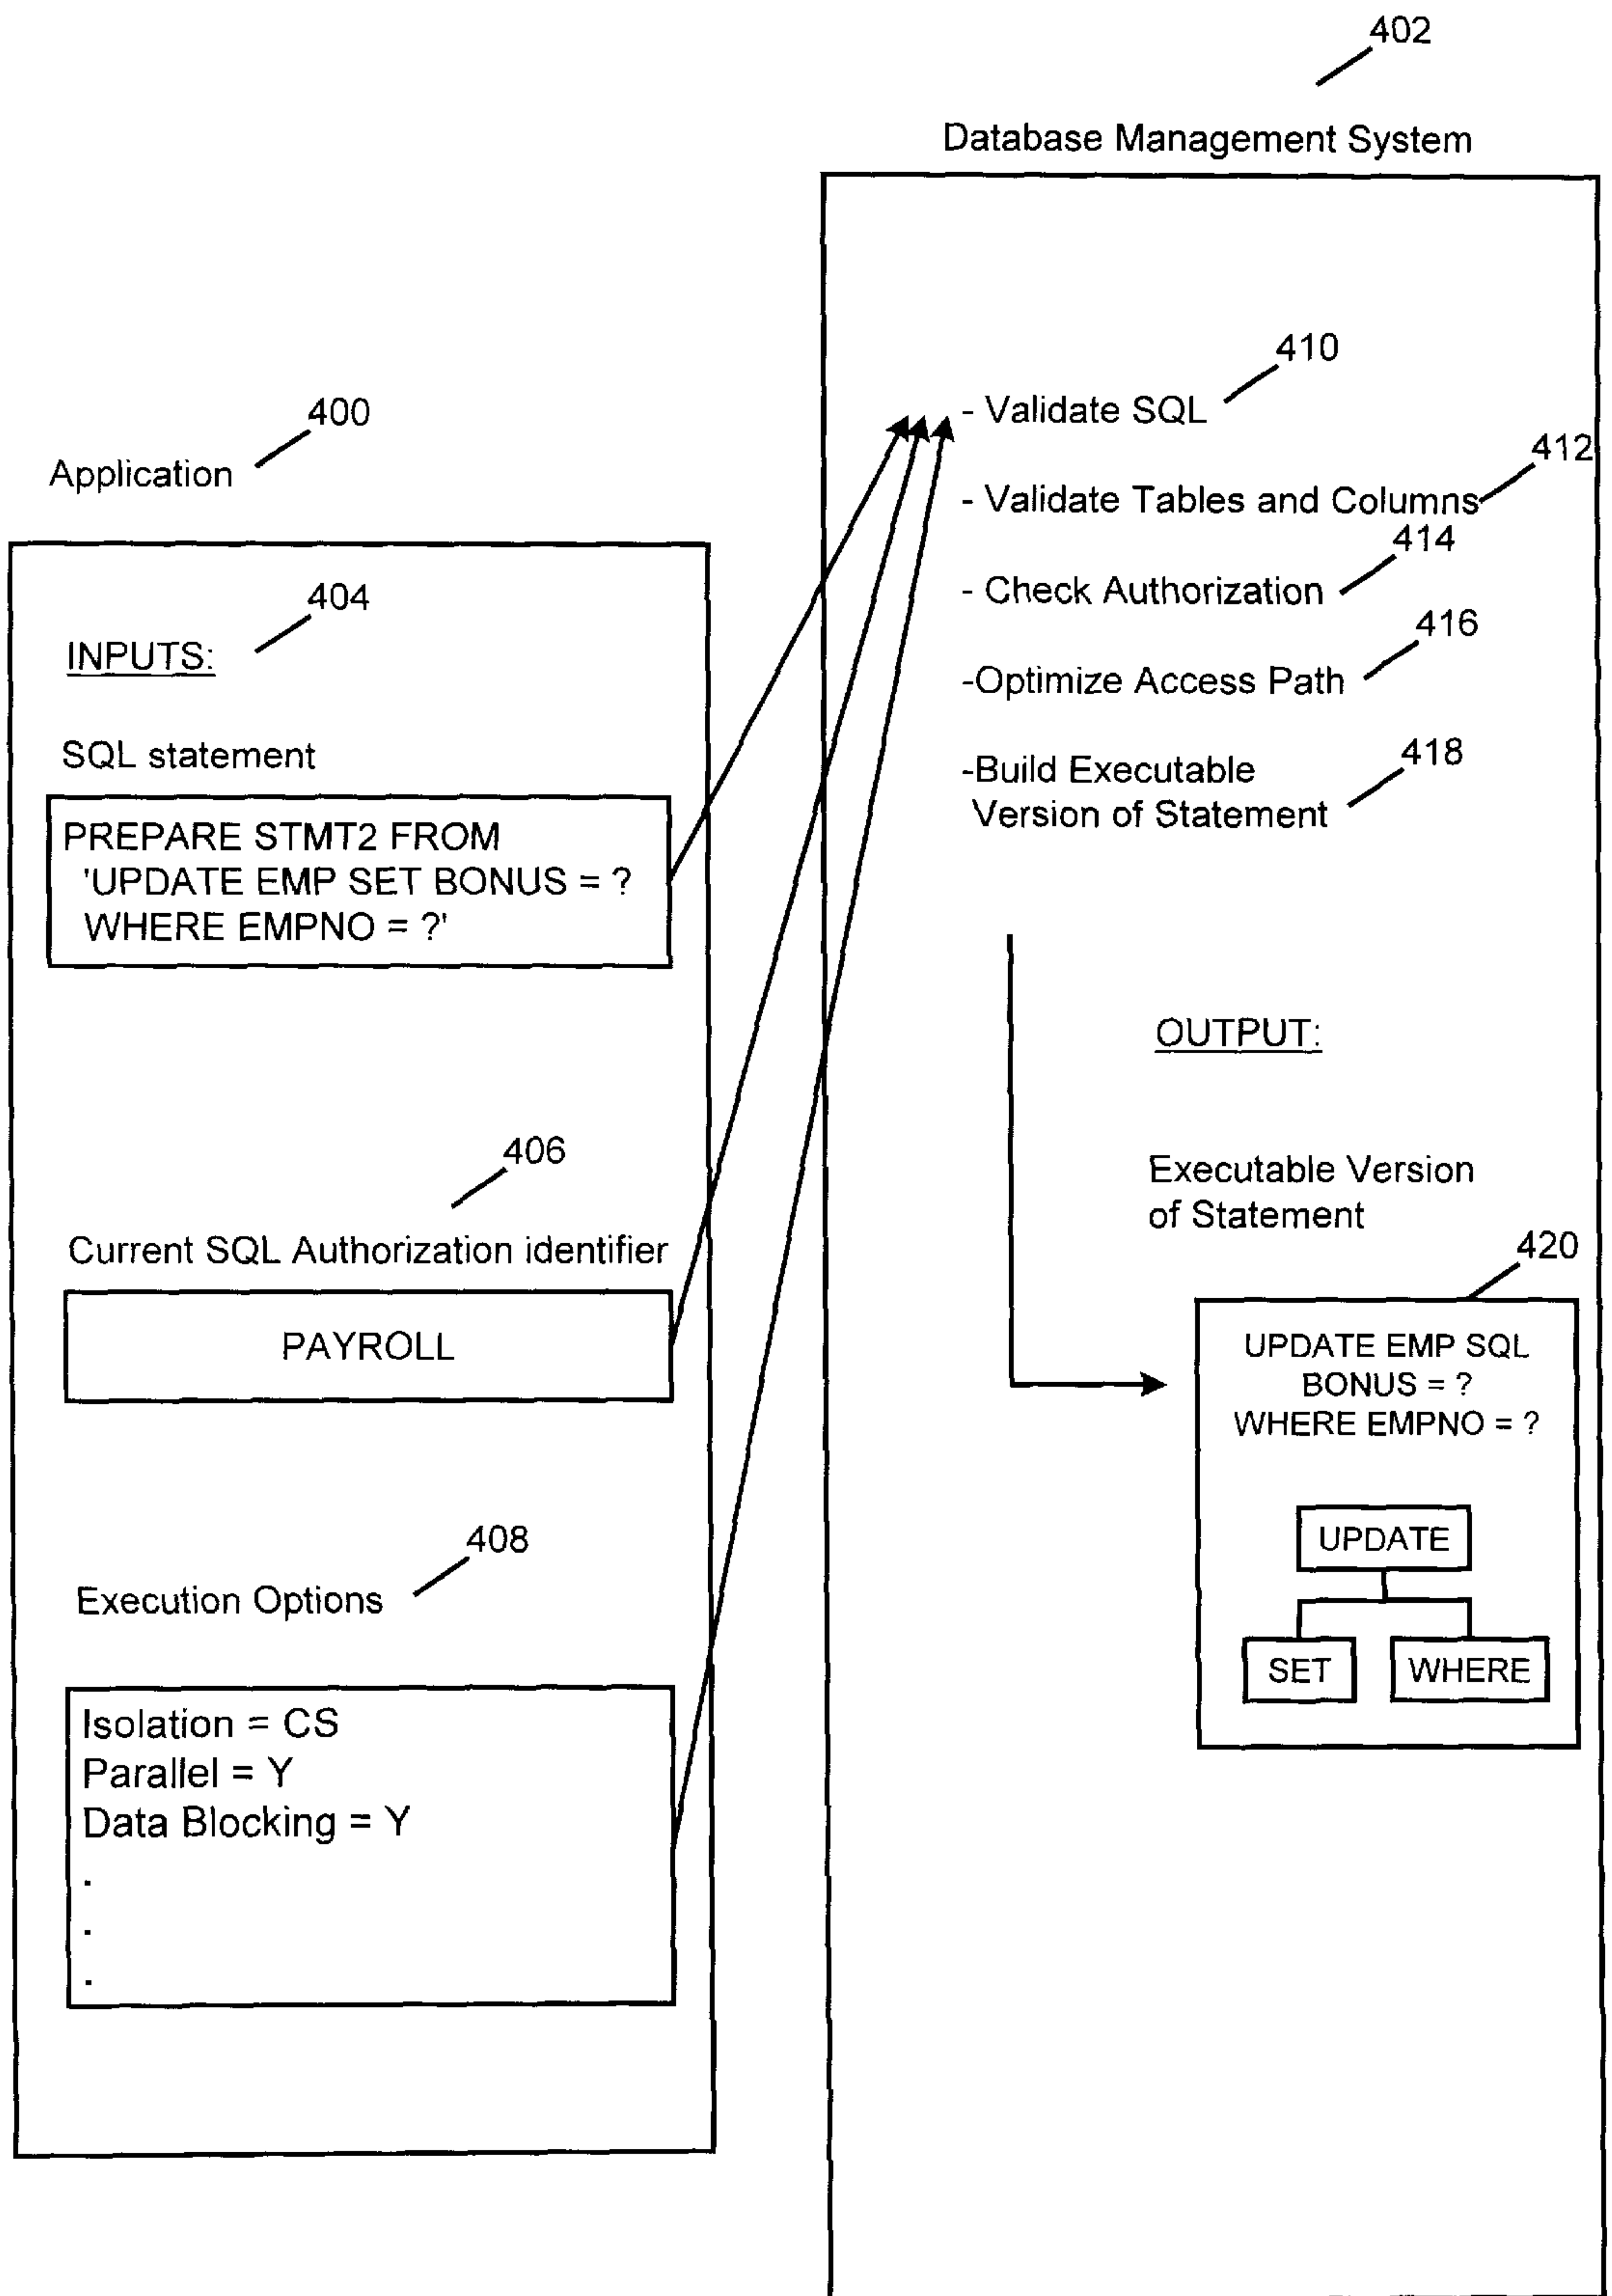 402
Database Management System
410
- Validate SQL
412
- Validate Tables and Columns
414
- Check Authorization
416
-Optimize Access Path
418
-Build Executable
Version of Statement
400
Application
404
INPUTS:
SQL statement
PREPARE STMT2 FROM
'UPDATE EMP SET BONUS = ?
WHERE EMPNO = ?'
406
Current SQL Authorization identifier
PAYROLL
408
Execution Options
Isolation = CS
Parallel = Y
Data Blocking = Y
.
.
.
OUTPUT:
Executable Version
of Statement
420
UPDATE EMP SQL
BONUS = ?
WHERE EMPNO = ?
UPDATE
SET
WHERE